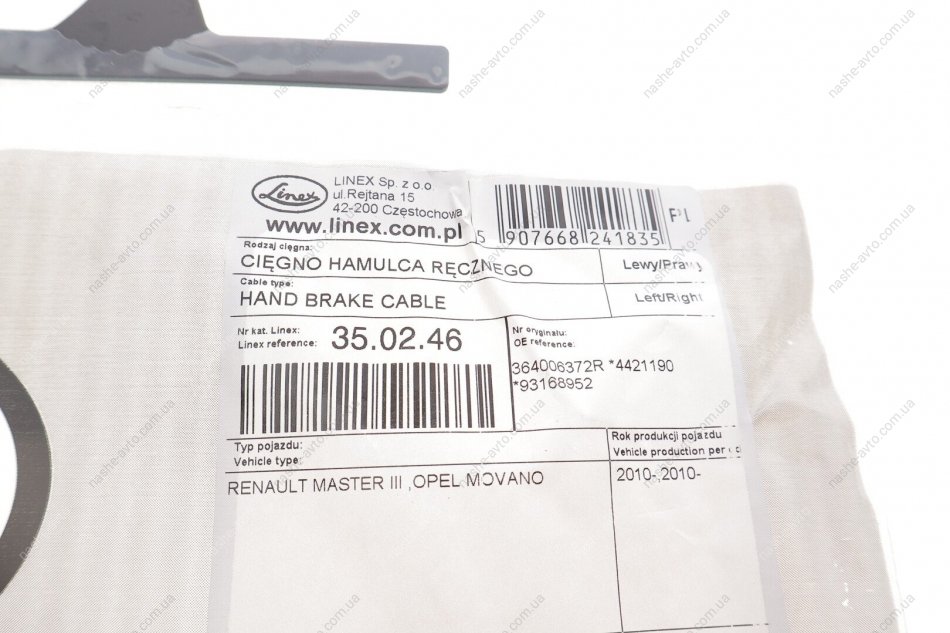 Linex
LINEX Sp. z o.o.
ul.Rejtana 15
42-200 Częstochowa
www.linex.com.pl
5 907668 241835
Rodzaj cięgna:
CIĘGNO HAMULCA RĘCZNEGO
Lewy/Prawy
Cable type:
HAND BRAKE CABLE
Left/Right
Nr kat. Linex:
Linex reference: 35.02.46
Nr oryginału:
OE reference:
364006372R *4421190
*93168952
Typ pojazdu:
Vehicle type:
Rok produkcji pojazdu
Vehicle production
RENAULT MASTER III ,OPEL MOVANO
2010-,2010-
nashe-avto.com.ua